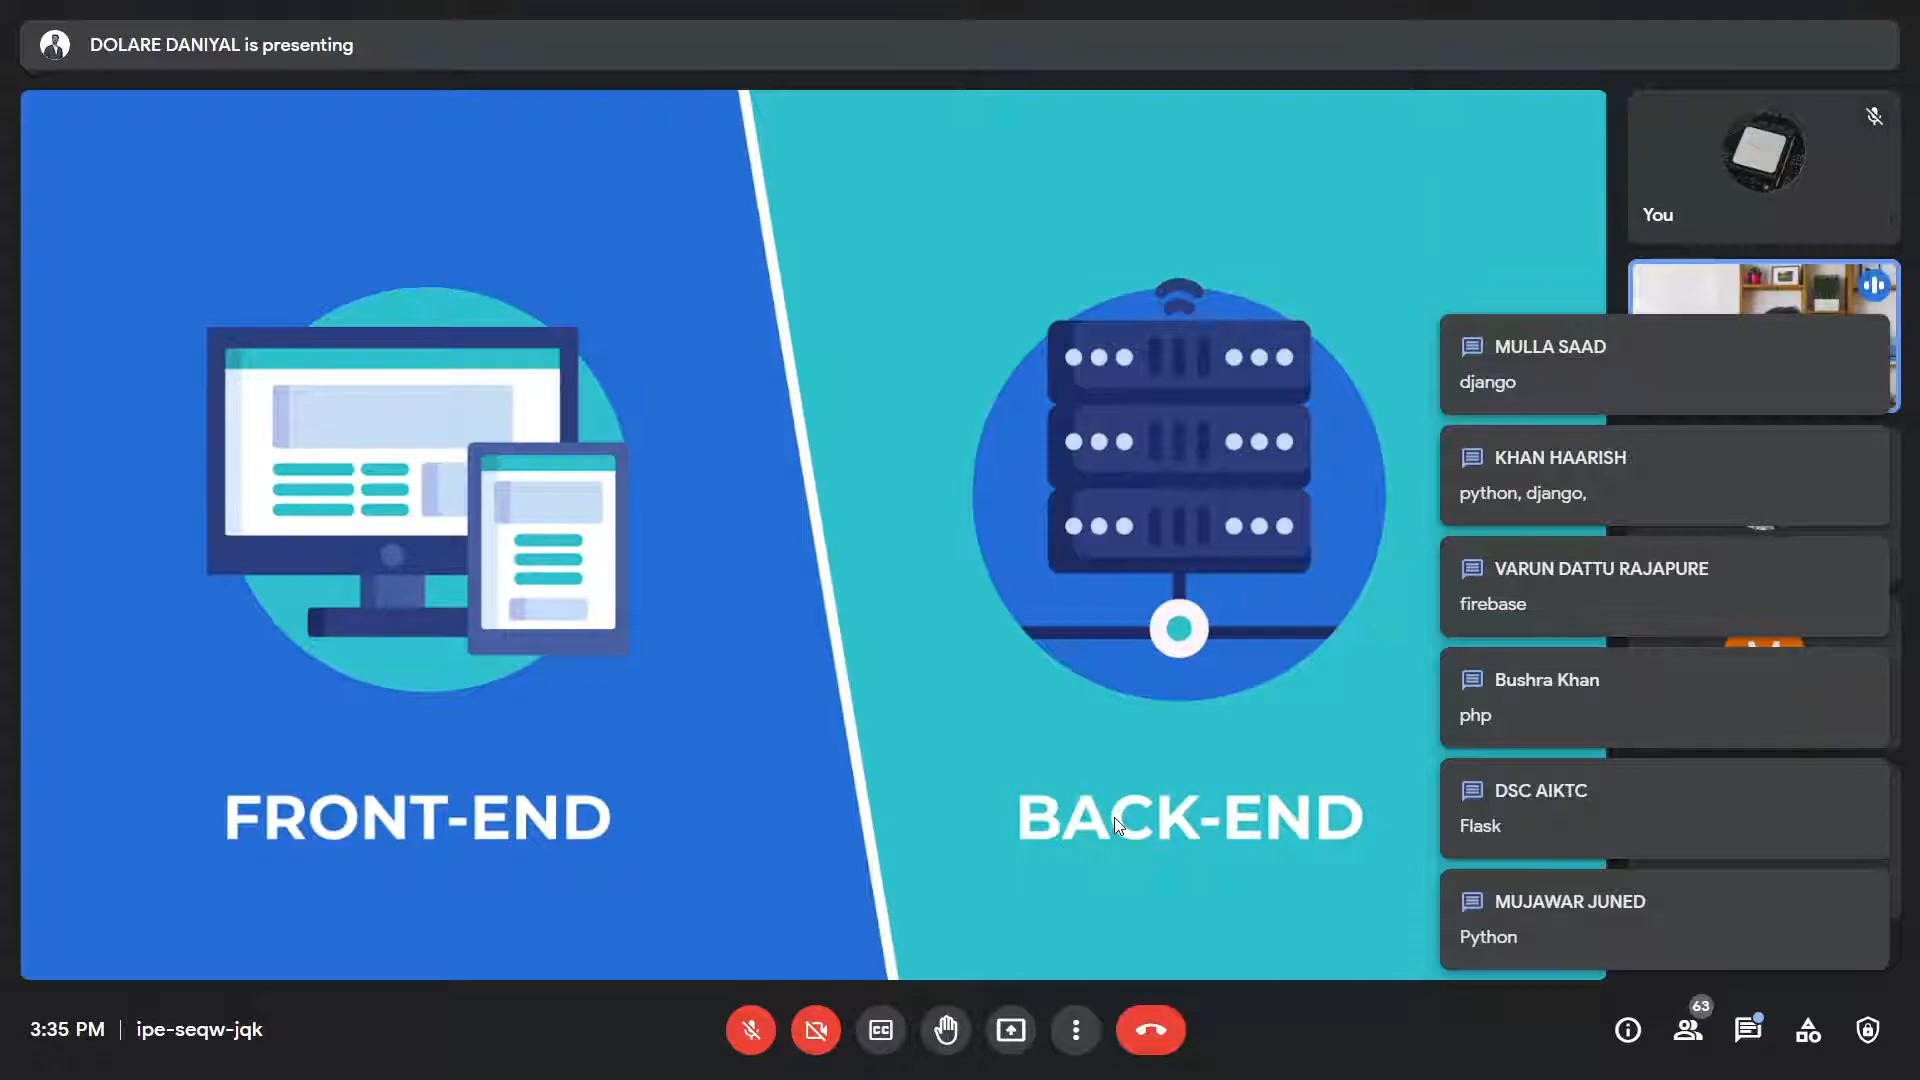 DOLARE DANIYAL is presenting
You
MULLA SAAD
django
KHAN HAARISH
python, django,
VARUN DATTU RAJAPURE
firebase
Bushra Khan
php
DSC AIKTC
Flask
MUJAWAR JUNED
Python
FRONT-END
BACK-END
3:35 PM
ipe-seqw-jqk
CC
63